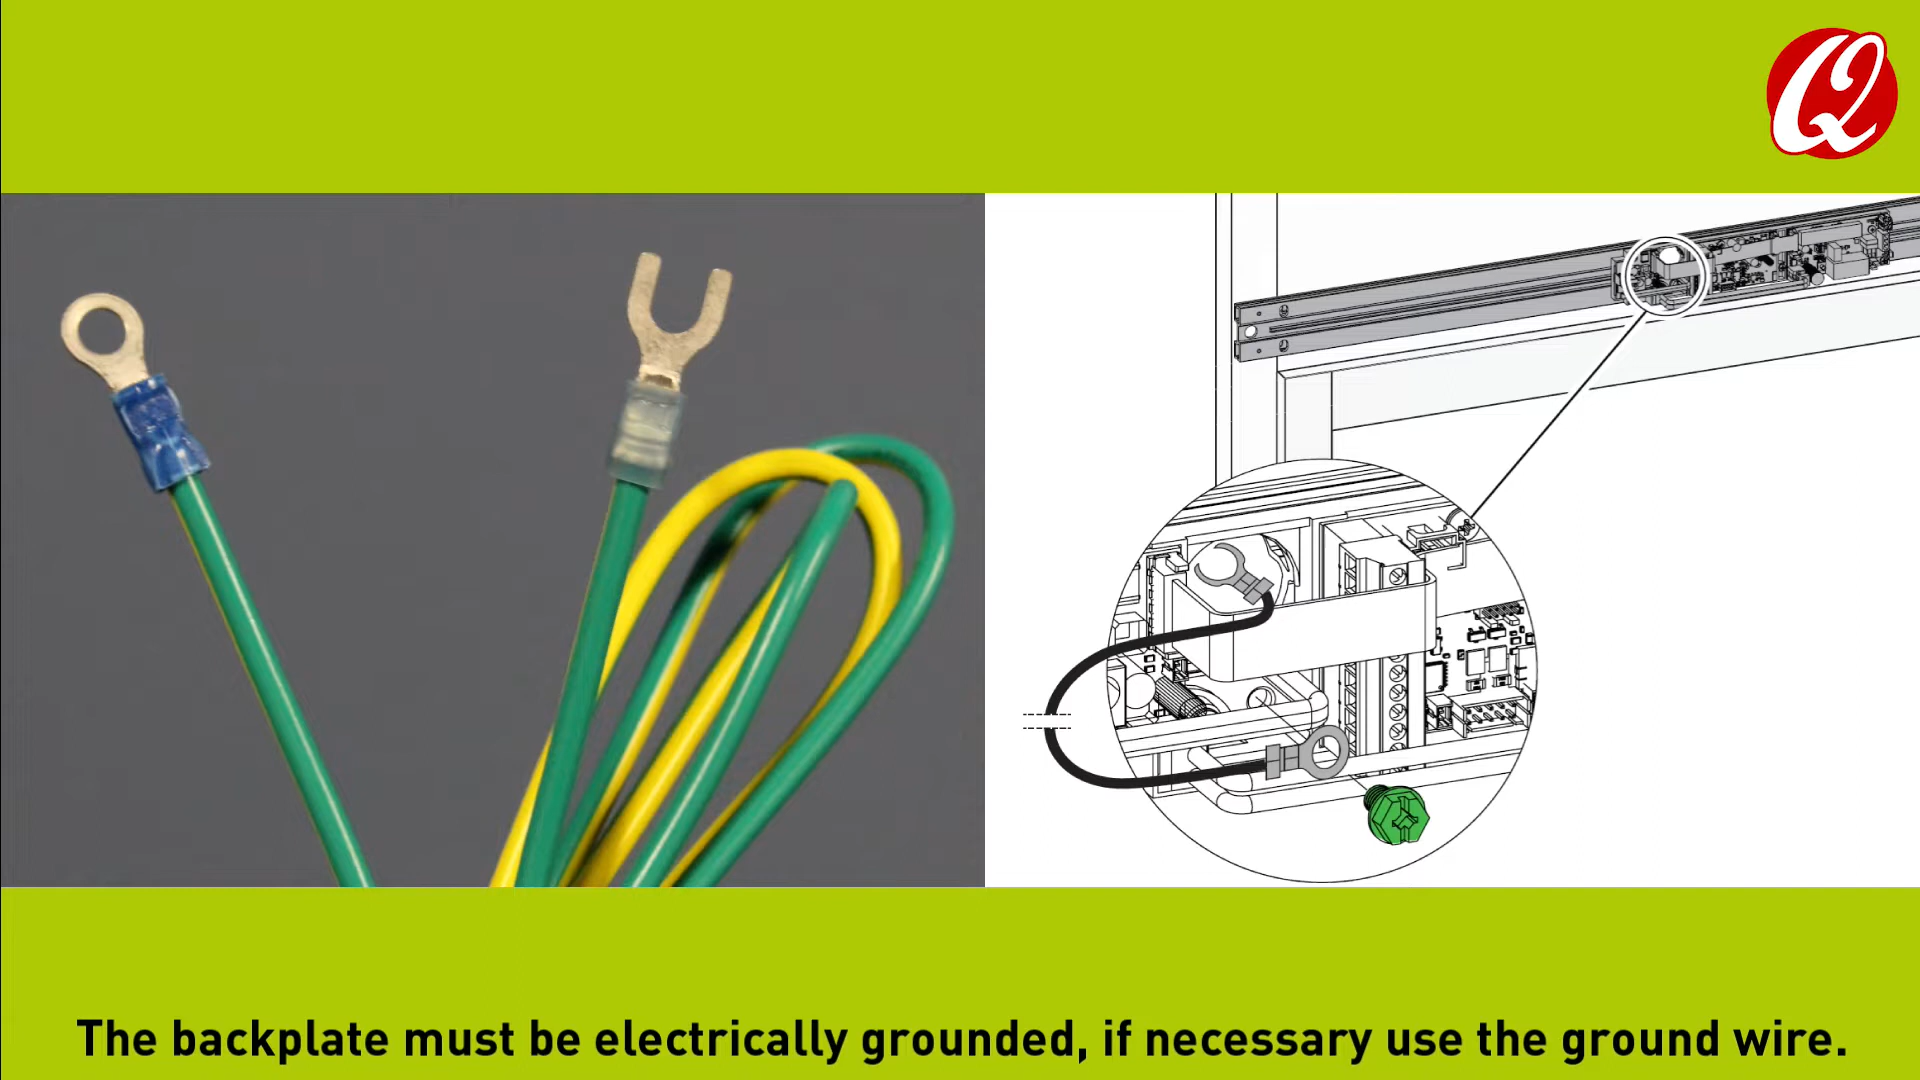 The backplate must be electrically grounded, if necessary use the ground wire.